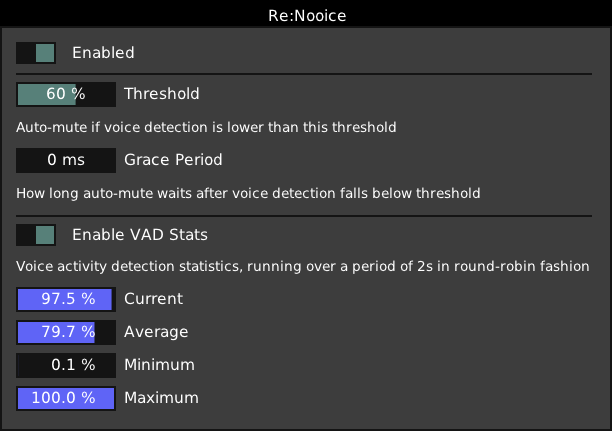 Re:Nooice
Enabled
60 % Threshold
Auto-mute if voice detection is lower than this threshold
0 ms Grace Period
How long auto-mute waits after voice detection falls below threshold
Enable VAD Stats
Voice activity detection statistics, running over a period of 2s in round-robin fashion
97.5 % Current
79.7 % Average
0.1 % Minimum
100.0 % Maximum